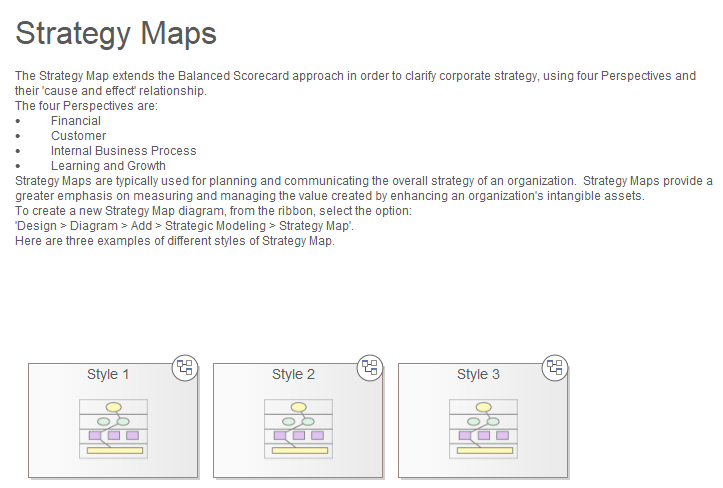 Strategy Maps
The Strategy Map extends the Balanced Scorecard approach in order to clarify corporate strategy, using four Perspectives and
their 'cause and effect' relationship.
The four Perspectives are:
• Financial
• Customer
• Internal Business Process
• Learning and Growth
Strategy Maps are typically used for planning and communicating the overall strategy of an organization.  Strategy Maps provide a
greater emphasis on measuring and managing the value created by enhancing an organization's intangible assets.
To create a new Strategy Map diagram, from the ribbon, select the option:
'Design > Diagram > Add > Strategic Modeling > Strategy Map'.
Here are three examples of different styles of Strategy Map.
Style 1
Style 2
Style 3